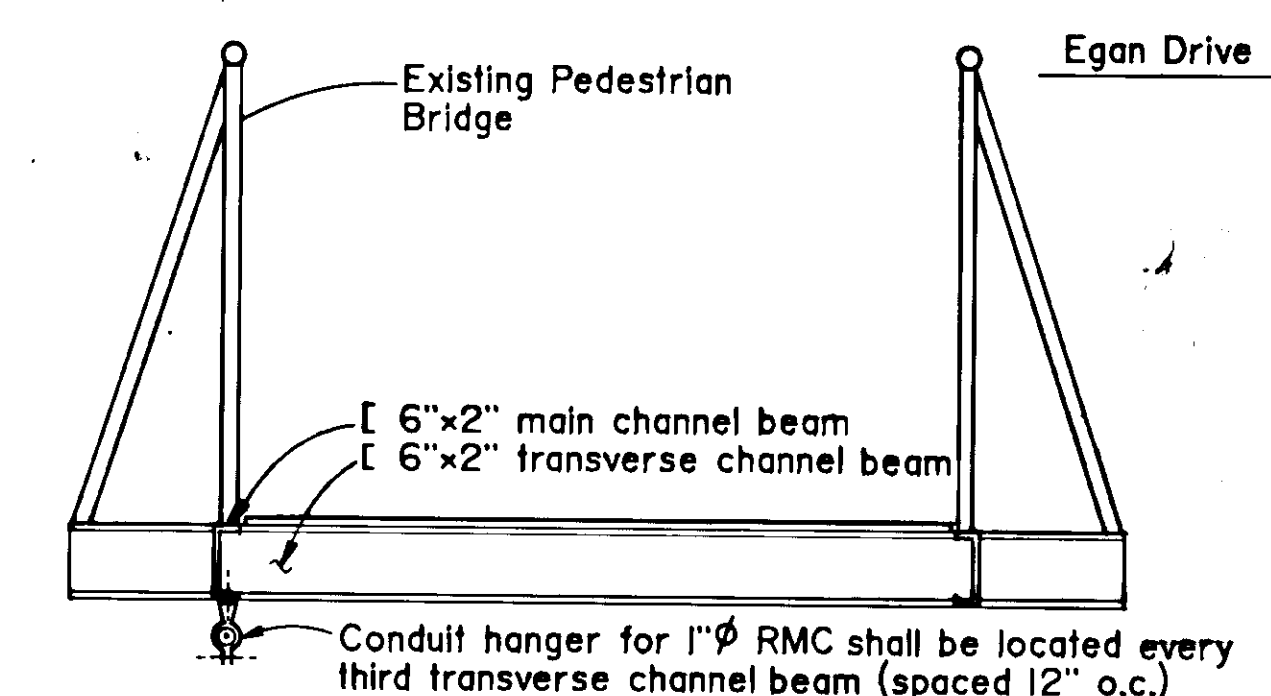 Egan Drive
Existing Pedestrian
Bridge
[ 6"×2" main channel beam
[ 6"×2" transverse channel beam
Conduit hanger for 1"Ø RMC shall be located every
third transverse channel beam (spaced 12" o.c.)